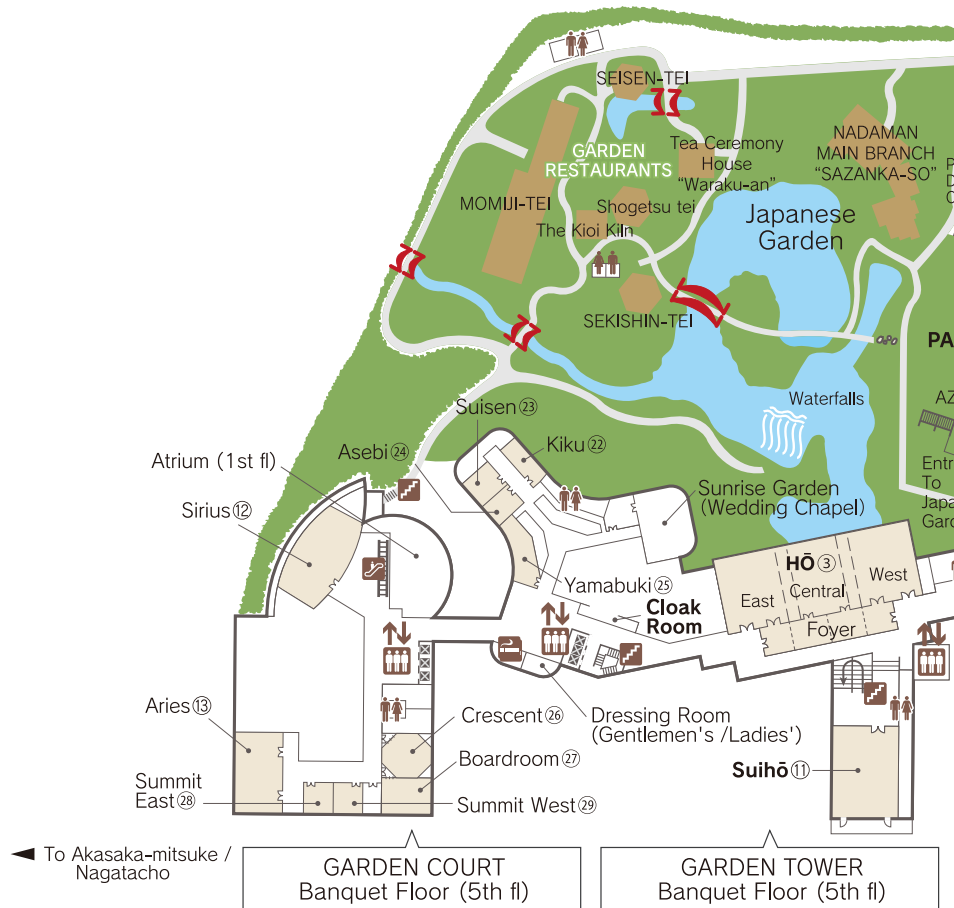 SEISEN-TEI
GARDEN
RESTAURANTS
Tea Ceremony
House
"Waraku-an"
NADAMAN
MAIN BRANCH
"SAZANKA-SO"
MOMIJI-TEI
Shogetsu tei
The Kioi Kiln
Japanese
Garden
SEKISHIN-TEI
PA
Waterfalls
AZ
Suisen㉓
Kiku㉒
Asebi㉔
Atrium (1st fl)
Sirius⑫
Sunrise Garden
(Wedding Chapel)
Entr
To
Japa
Gard
HŌ③
East
Central
West
Foyer
Yamabuki㉕
Cloak
Room
Aries⑬
Crescent㉖
Dressing Room
(Gentlemen's /Ladies')
Boardroom㉗
Suihō⑪
Summit
East㉘
Summit West㉙
◄ To Akasaka-mitsuke /
Nagatacho
GARDEN COURT
Banquet Floor (5th fl)
GARDEN TOWER
Banquet Floor (5th fl)